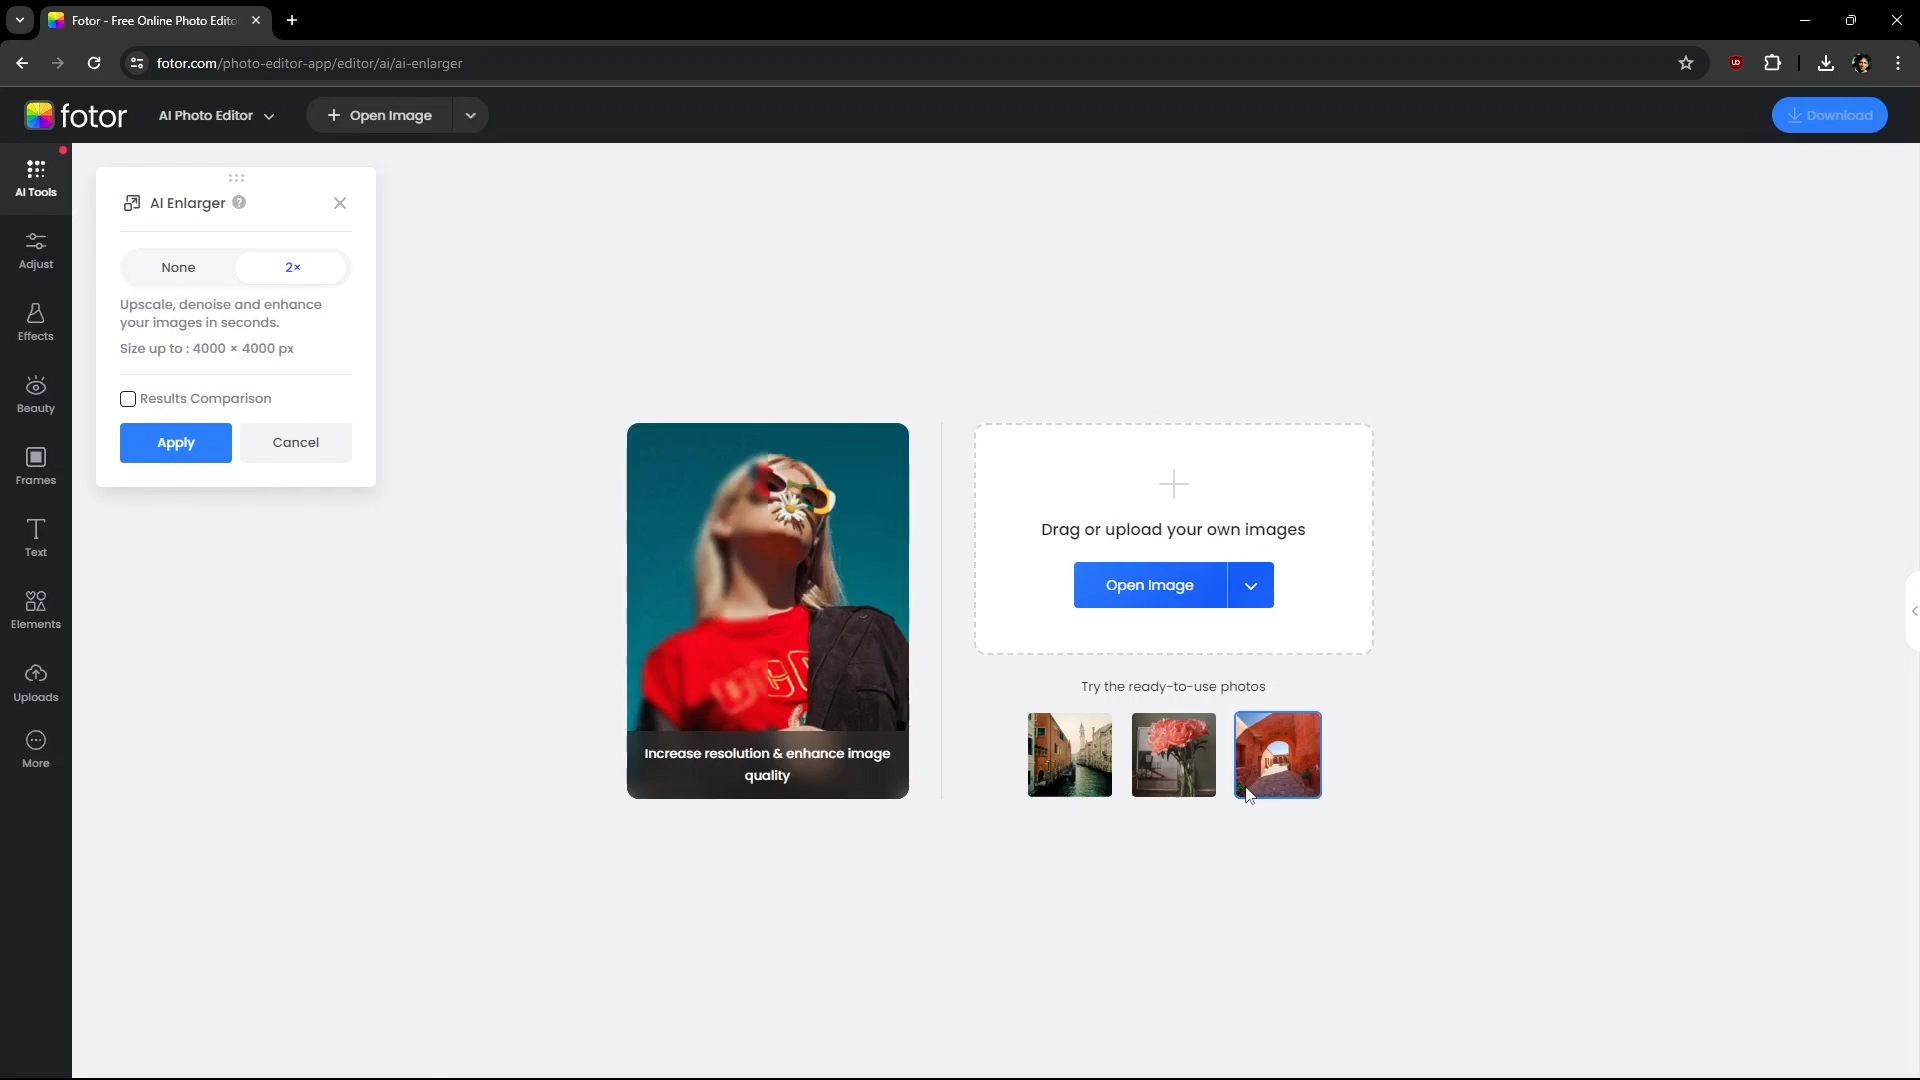 Fotor - Free Online Photo Edito
fotor.com/photo-editor-app/editor/ai/ai-enlarger
fotor
AI Photo Editor
Open Image
Download
AI Tools
Adjust
Effects
Beauty
Frames
Text
Elements
Uploads
More
AI Enlarger
None
2×
Upscale, denoise and enhance
your images in seconds.
Size up to : 4000 × 4000 px
Results Comparison
Apply
Cancel
Increase resolution & enhance image
quality
Drag or upload your own images
Open Image
Try the ready-to-use photos